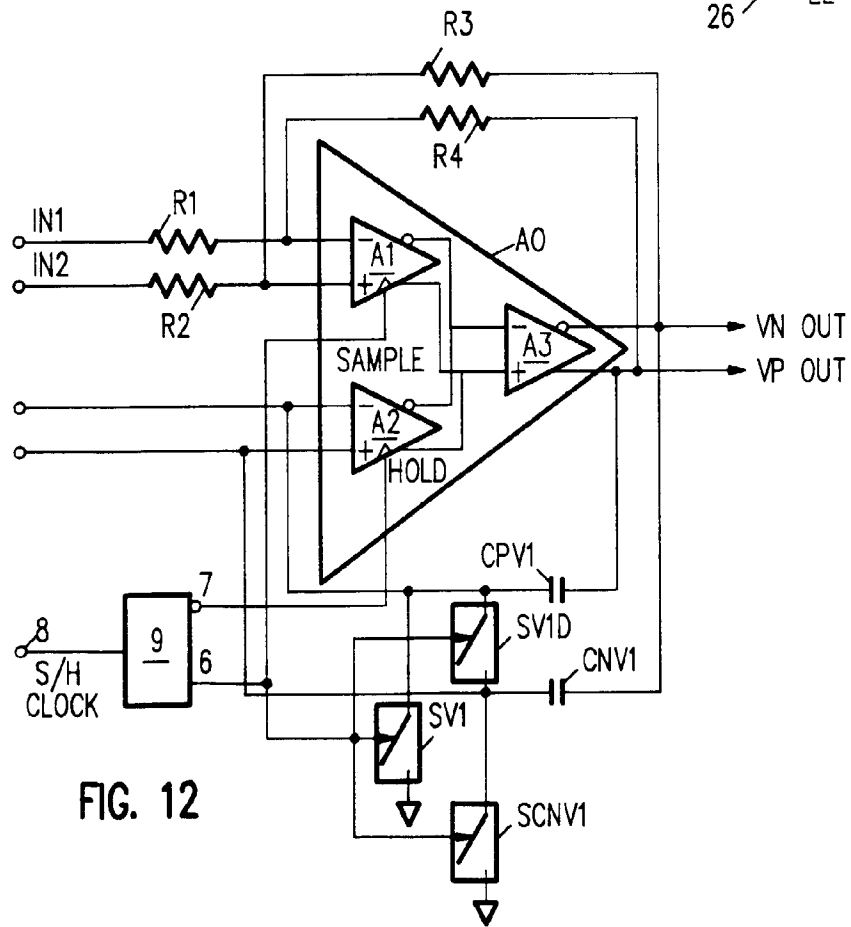 26
R3
R4
IN1
R1
IN2
R2
A0
- A1
+
SAMPLE
- A3
+
VN OUT
VP OUT
- A2
+
HOLD
CPV1
SV1D
CNV1
7
8
9
6
S/H
CLOCK
SV1
SCNV1
FIG. 12